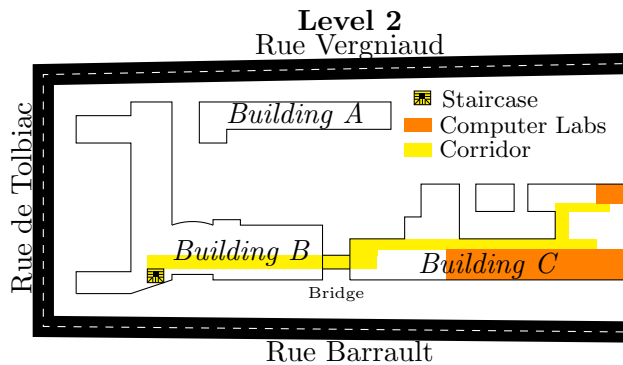 Level 2
Rue Vergniaud
Rue de Tolbiac
Building A
Staircase
Computer Labs
Corridor
Building B
Building C
Bridge
Rue Barrault